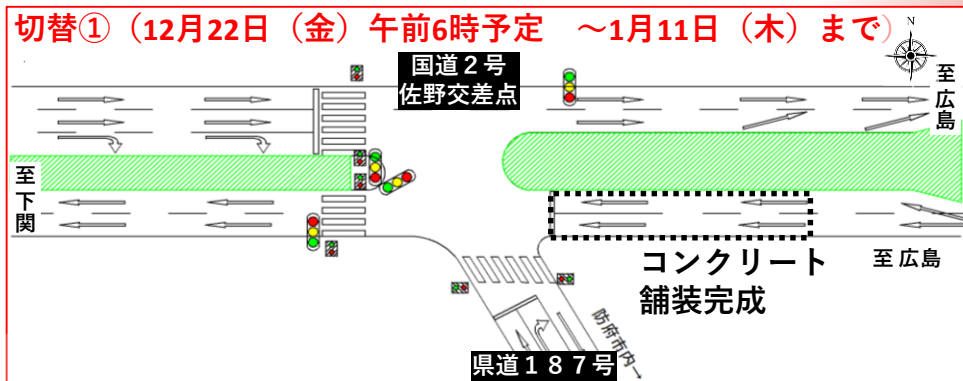 切替①（12月22日（金）午前6時予定　～1月11日（木）まで）
N
国道２号
佐野交差点
至広島
至下関
コンクリート
舗装完成
至 広島
防府市内→
県道１８７号